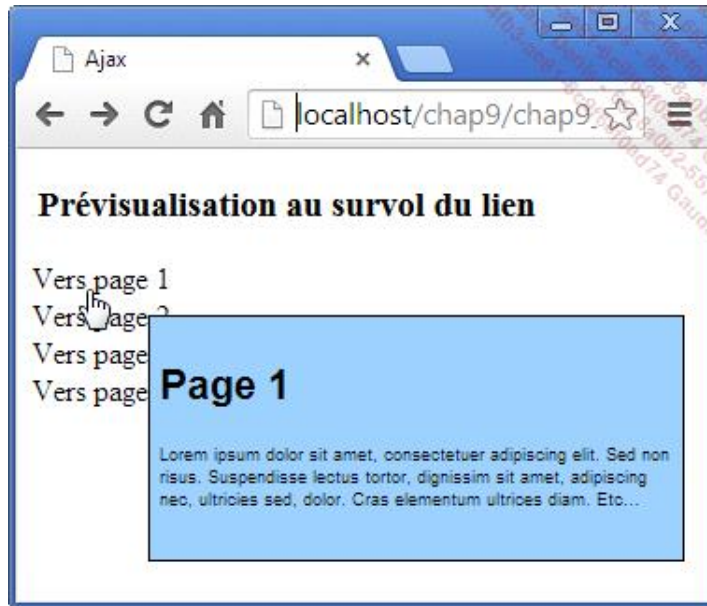 Ajax
localhost/chap9/chap9_
Prévisualisation au survol du lien
Vers page 1
Vers page 2
Vers page
Vers page
Page 1
Lorem ipsum dolor sit amet, consectetuer adipiscing elit. Sed non
risus. Suspendisse lectus tortor, dignissim sit amet, adipiscing
nec, ultricies sed, dolor. Cras elementum ultrices diam. Etc...